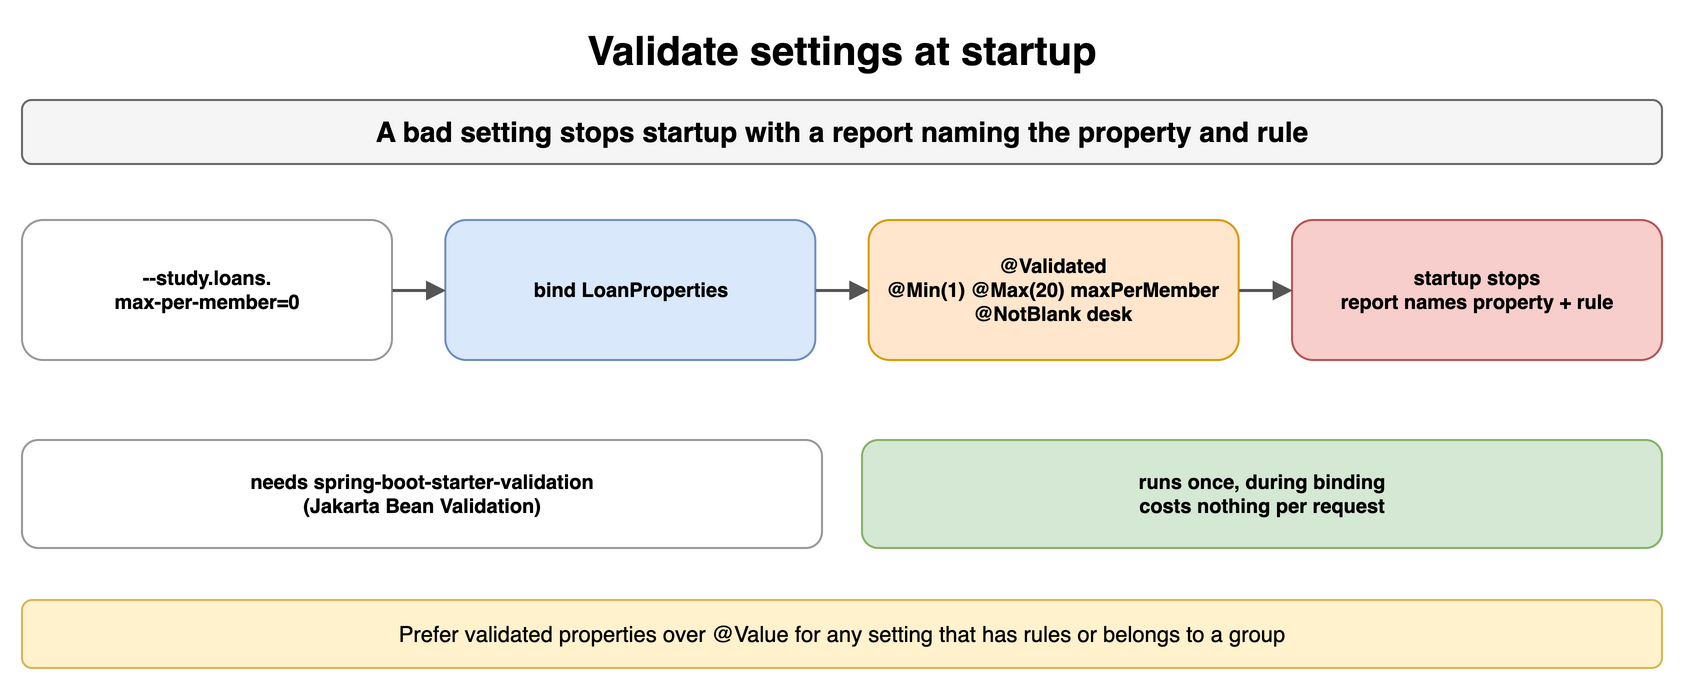 Validate settings at startup
A bad setting stops startup with a report naming the property and rule
--study.loans.
max-per-member=0
bind LoanProperties
@Validated
@Min(1) @Max(20) maxPerMember
@NotBlank desk
startup stops
report names property + rule
needs spring-boot-starter-validation
(Jakarta Bean Validation)
runs once, during binding
costs nothing per request
Prefer validated properties over @Value for any setting that has rules or belongs to a group